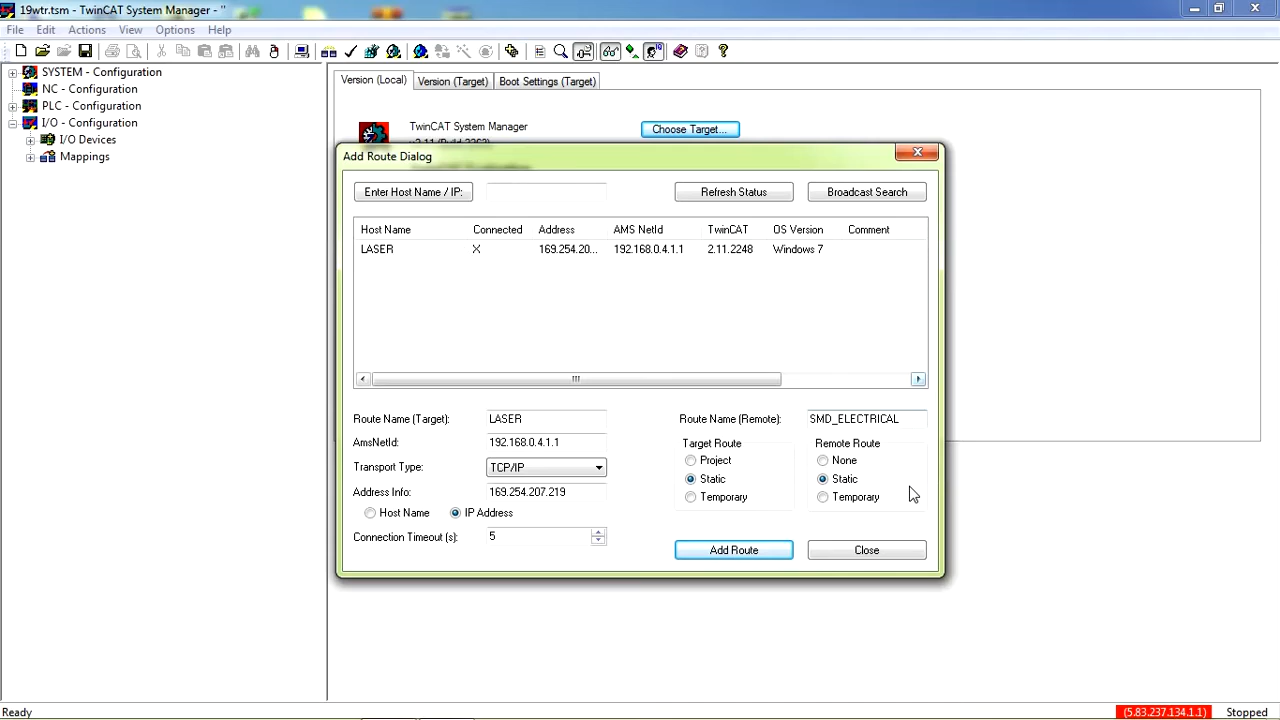 19wtr.tsm - TwinCAT System Manager - ''
File Edit Actions View Options Help
SYSTEM - Configuration
NC - Configuration
PLC - Configuration
I/O - Configuration
I/O Devices
Mappings
Version (Local) Version (Target) Boot Settings (Target)
TwinCAT System Manager
Choose Target...
Add Route Dialog
Enter Host Name / IP: Refresh Status Broadcast Search
Host Name Connected Address AMS NetId TwinCAT OS Version Comment
LASER X 169.254.20... 192.168.0.4.1.1 2.11.2248 Windows 7
Route Name (Target): LASER Route Name (Remote): SMD_ELECTRICAL
AmsNetId: 192.168.0.4.1.1 Target Route Remote Route
Project None
Transport Type: TCP/IP
Static Static
Address Info: 169.254.207.219 Temporary Temporary
Host Name IP Address
Connection Timeout (s): 5
Add Route Close
Ready (5.83.237.134.1.1) Stopped